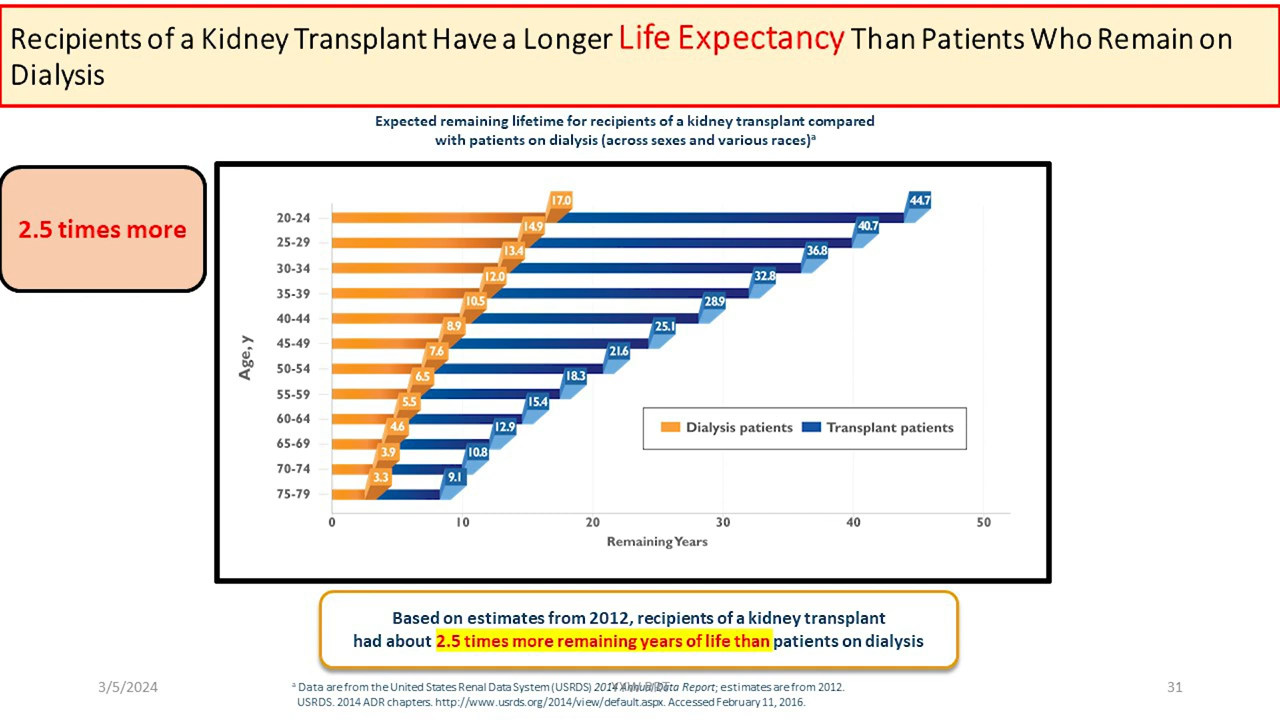 Recipients of a Kidney Transplant Have a Longer Life Expectancy Than Patients Who Remain on
Dialysis
Expected remaining lifetime for recipients of a kidney transplant compared
with patients on dialysis (across sexes and various races)ᵃ
2.5 times more
Age, y
20-24 17.0 44.7
25-29 14.9 40.7
30-34 13.4 36.8
35-39 12.0 32.8
40-44 10.5 28.9
45-49 8.9 25.1
50-54 7.6 21.6
55-59 6.5 18.3
60-64 5.5 15.4
65-69 4.6 12.9
70-74 3.9 10.8
75-79 3.3 9.1
Dialysis patients Transplant patients
0 10 20 30 40 50
Remaining Years
Based on estimates from 2012, recipients of a kidney transplant
had about 2.5 times more remaining years of life than patients on dialysis
3/5/2024
ᵃ Data are from the United States Renal Data System (USRDS) 2014 Annual Data Report; estimates are from 2012.
USRDS. 2014 ADR chapters. http://www.usrds.org/2014/view/default.aspx. Accessed February 11, 2016.
31